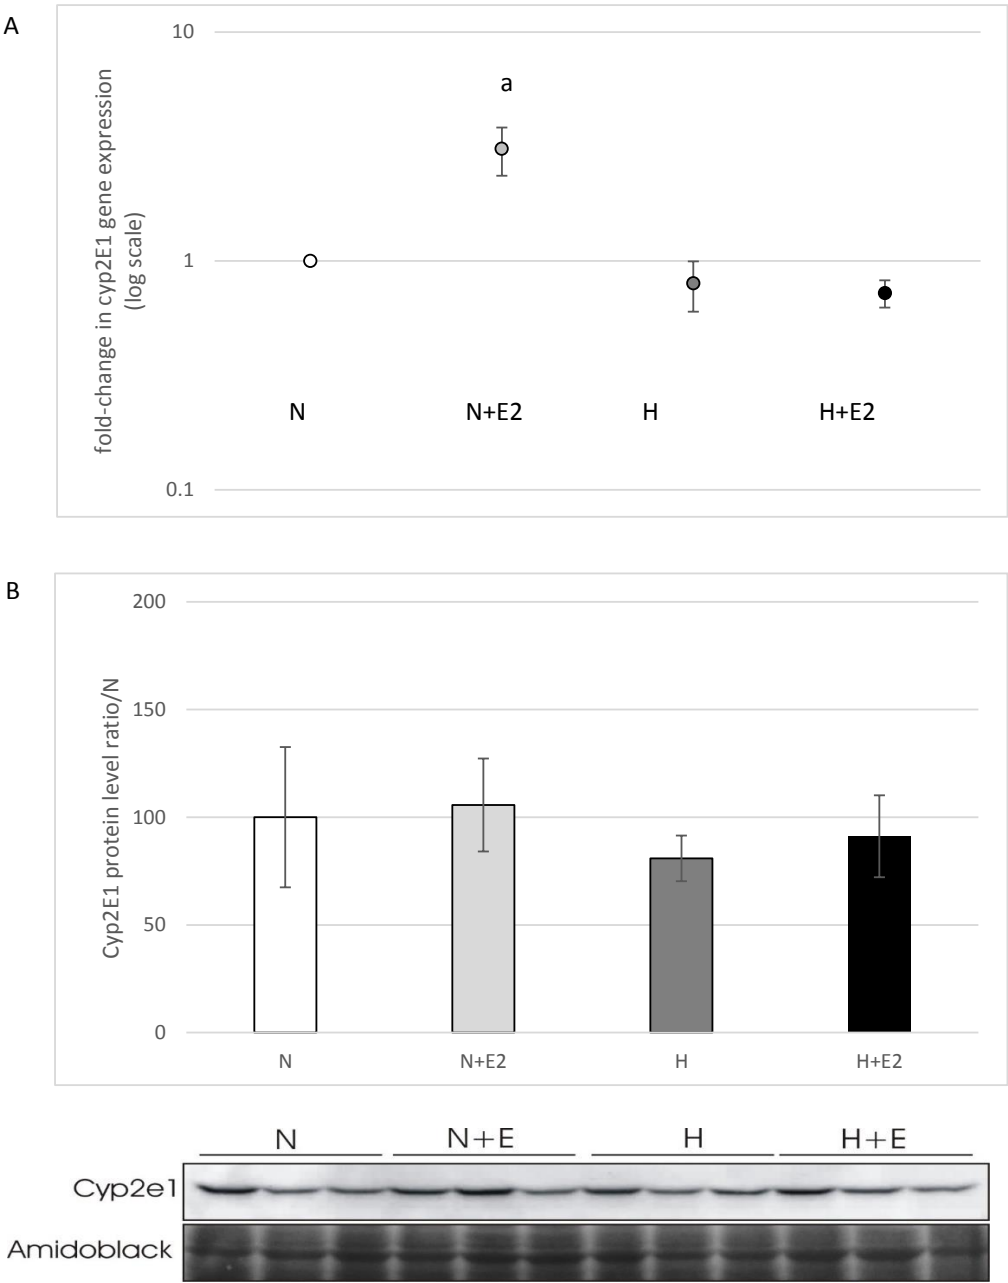 A
10
a
fold-change in cyp2E1 gene expression
(log scale)
1
N N+E2 H H+E2
0.1
B
200
150
Cyp2E1 protein level ratio/N
100
50
0
N N+E2 H H+E2
N N+E H H+E
Cyp2e1
Amidoblack